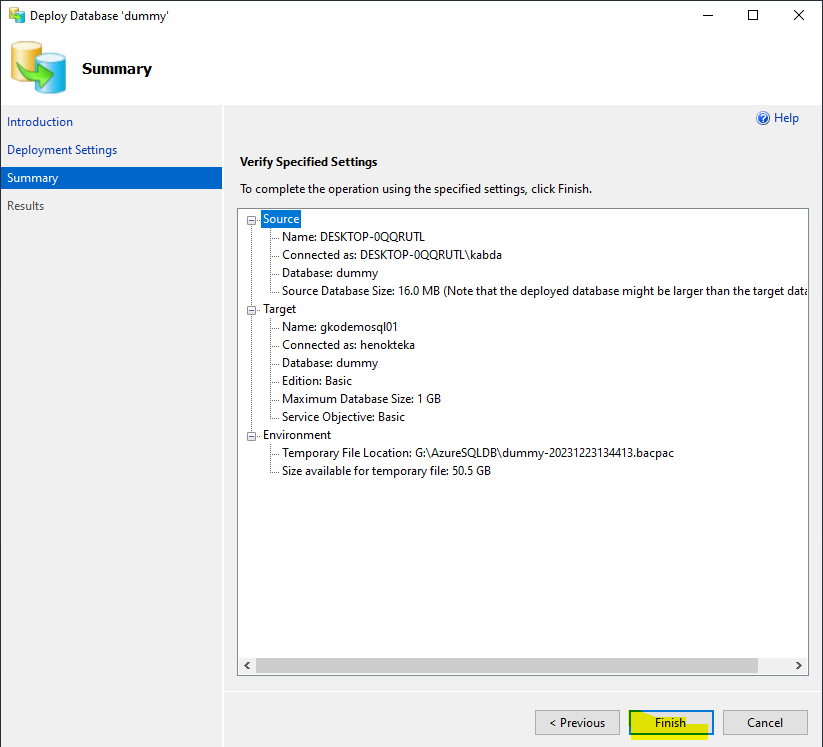 Deploy Database 'dummy'
Summary
Introduction
Deployment Settings
Summary
Results
Help
Verify Specified Settings
To complete the operation using the specified settings, click Finish.
Source
Name: DESKTOP-0QQRUTL
Connected as: DESKTOP-0QQRUTL\kabda
Database: dummy
Source Database Size: 16.0 MB (Note that the deployed database might be larger than the target data
Target
Name: gkodemosql01
Connected as: henokteka
Database: dummy
Edition: Basic
Maximum Database Size: 1 GB
Service Objective: Basic
Environment
Temporary File Location: G:\AzureSQLDB\dummy-20231223134413.bacpac
Size available for temporary file: 50.5 GB
< Previous
Finish
Cancel